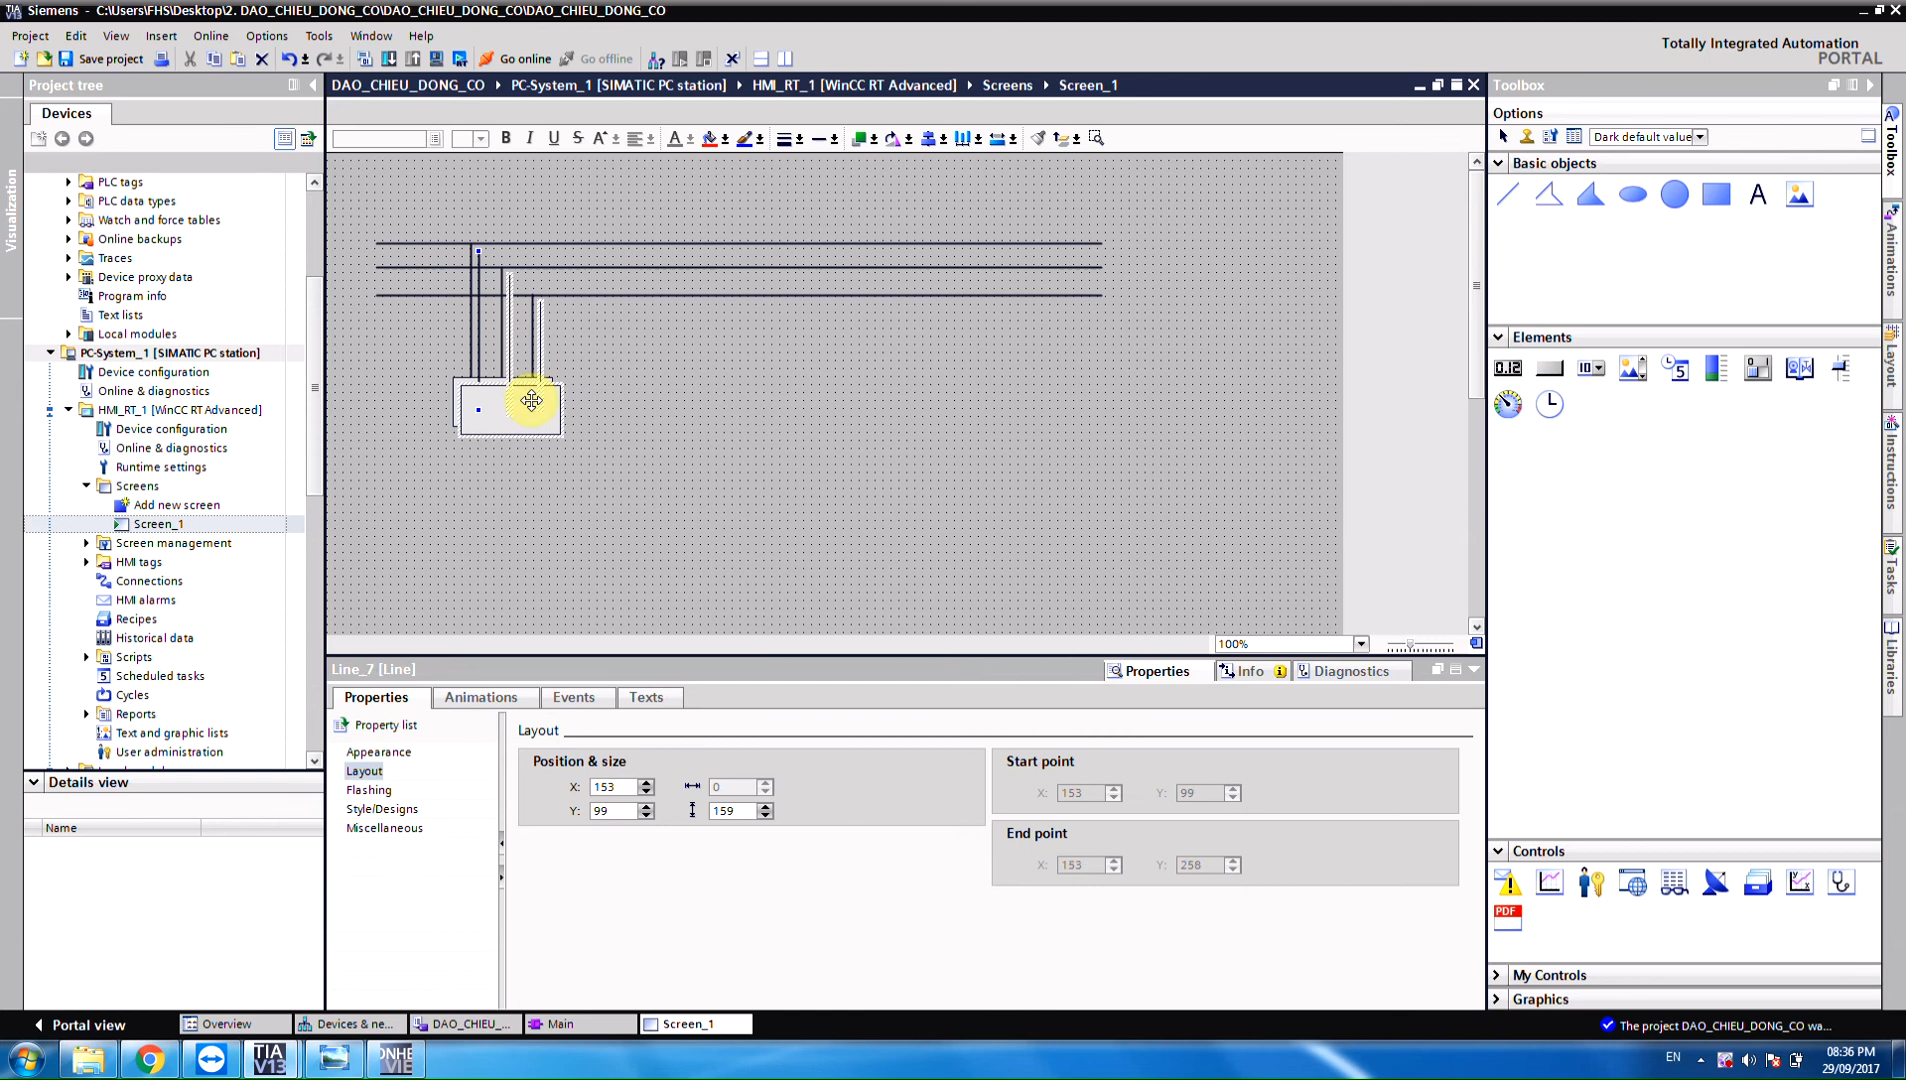 Siemens - C:\Users\FHS\Desktop\2. DAO_CHIEU_DONG_CO\DAO_CHIEU_DONG_CO\DAO_CHIEU_DONG_CO
Project Edit View Insert Online Options Tools Window Help
Totally Integrated Automation
PORTAL
Save project
Go online
Go offline
Project tree
DAO_CHIEU_DONG_CO
PC-System_1 [SIMATIC PC station]
HMI_RT_1 [WinCC RT Advanced]
Screens
Screen_1
Toolbox
Devices
Options
Dark default value
Basic objects
Visualization
PLC tags
PLC data types
Watch and force tables
Online backups
Traces
Device proxy data
Program info
Text lists
Local modules
PC-System_1 [SIMATIC PC station]
Device configuration
Online & diagnostics
HMI_RT_1 [WinCC RT Advanced]
Device configuration
Online & diagnostics
Runtime settings
Screens
Add new screen
Screen_1
Screen management
HMI tags
Connections
HMI alarms
Recipes
Historical data
Scripts
Scheduled tasks
Cycles
Reports
Text and graphic lists
User administration
Details view
Name
100%
Line_7 [Line]
Properties
Info
Diagnostics
Properties
Animations
Events
Texts
Property list
Appearance
Layout
Flashing
Style/Designs
Miscellaneous
Layout
Position & size
X: 153
0
Y: 99
159
Start point
X: 153
Y: 99
End point
X: 153
Y: 258
Elements
0.12
10
5
Controls
PDF
My Controls
Graphics
Toolbox
Animations
Layout
Instructions
Tasks
Libraries
Portal view
Overview
Devices & ne...
DAO_CHIEU_...
Main
Screen_1
The project DAO_CHIEU_DONG_CO wa...
TIA V13
EN
08:36 PM
29/09/2017